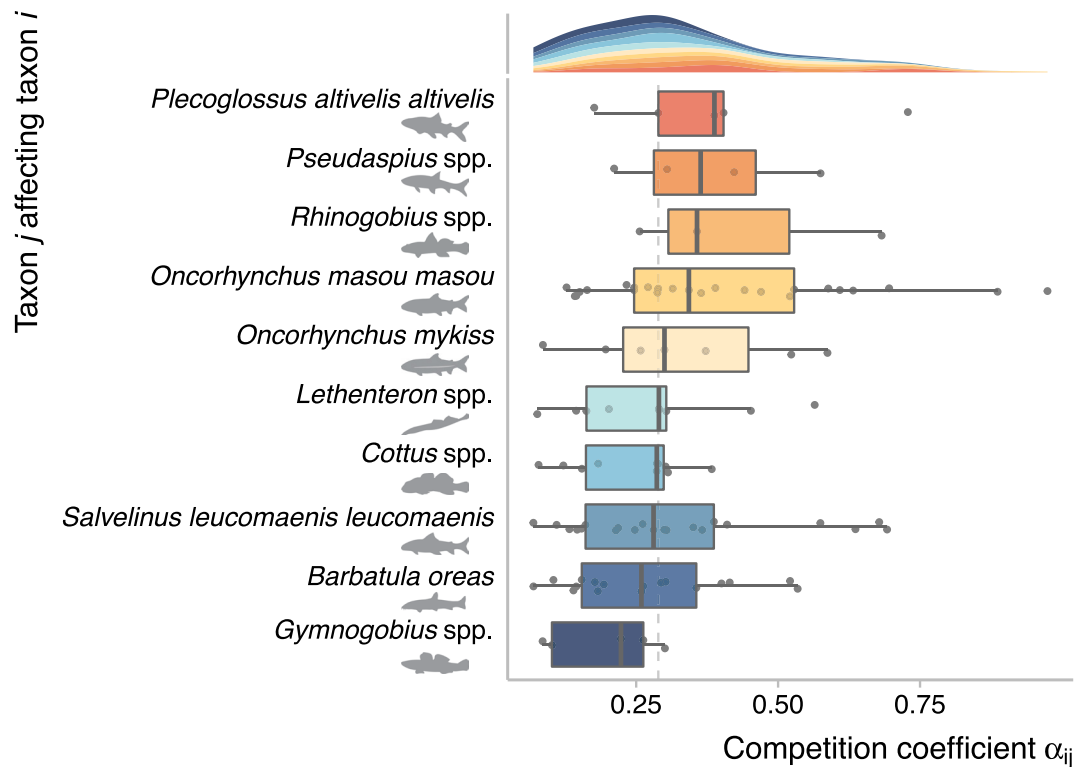 Taxon j affecting taxon i
Plecoglossus altivelis altivelis
Pseudaspius spp.
Rhinogobius spp.
Oncorhynchus masou masou
Oncorhynchus mykiss
Lethenteron spp.
Cottus spp.
Salvelinus leucomaenis leucomaenis
Barbatula oreas
Gymnogobius spp.
0.25 0.50 0.75
Competition coefficient αij